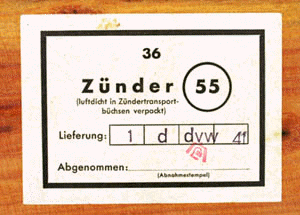 36
Zünder 55
(luftdicht in Zündertransport-
büchsen verpackt)
Lieferung: 1 d dvw 41
Abgenommen:
(Abnahmestempel)